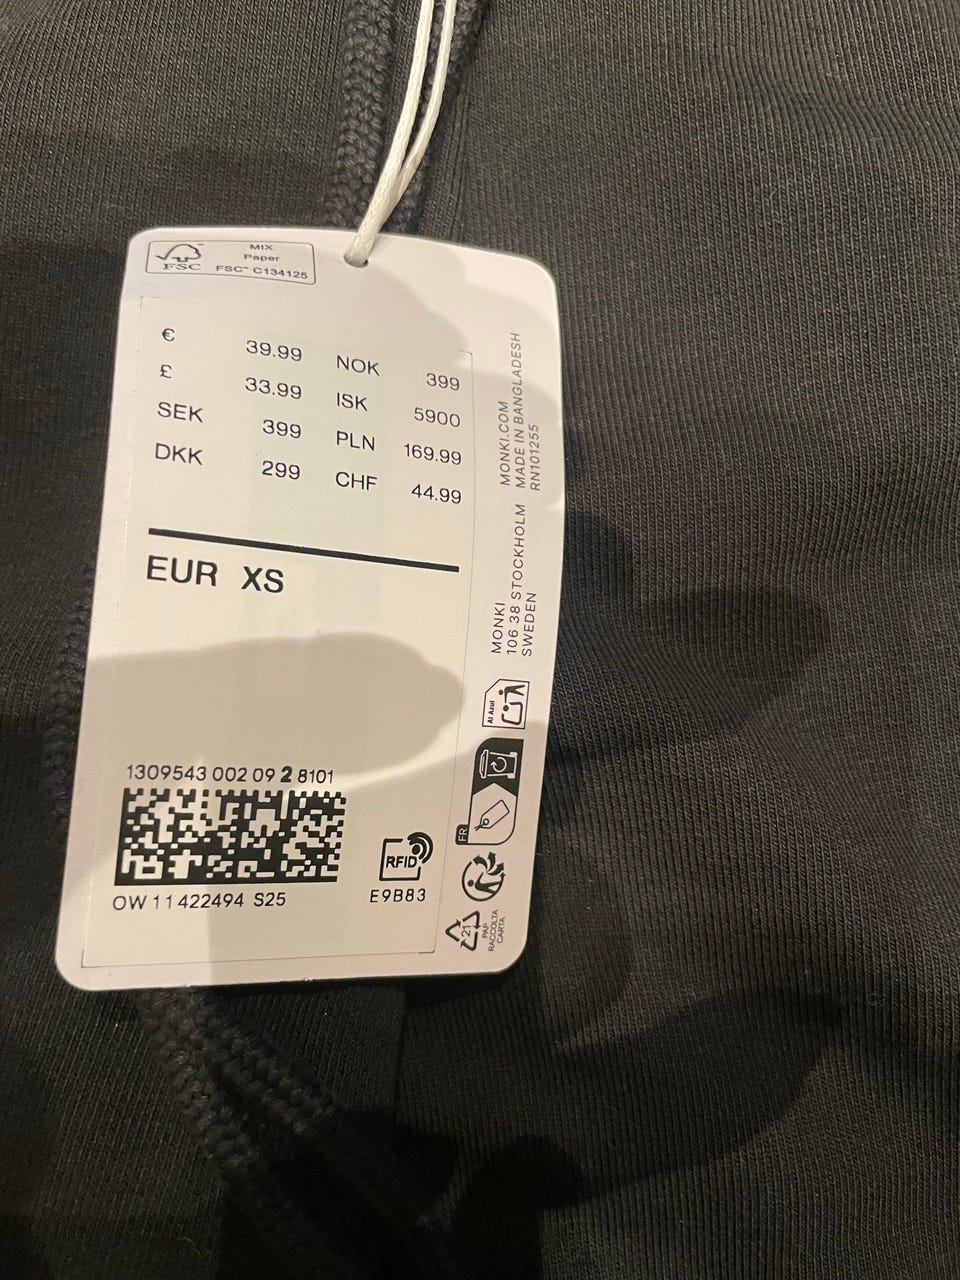 FSC
MIX
Paper
FSC™ C134125
€ 39.99 NOK 399
£ 33.99 ISK 5900
SEK 399 PLN 169.99
DKK 299 CHF 44.99
EUR XS
1309543 002 09 2 8101
OW 11422494 S25
RFID
E9B83
MONKI.COM
MADE IN BANGLADESH
RN101255
MONKI
106 38 STOCKHOLM
SWEDEN
Al Azul
FR
21
PAP
RACCOLTA
CARTA